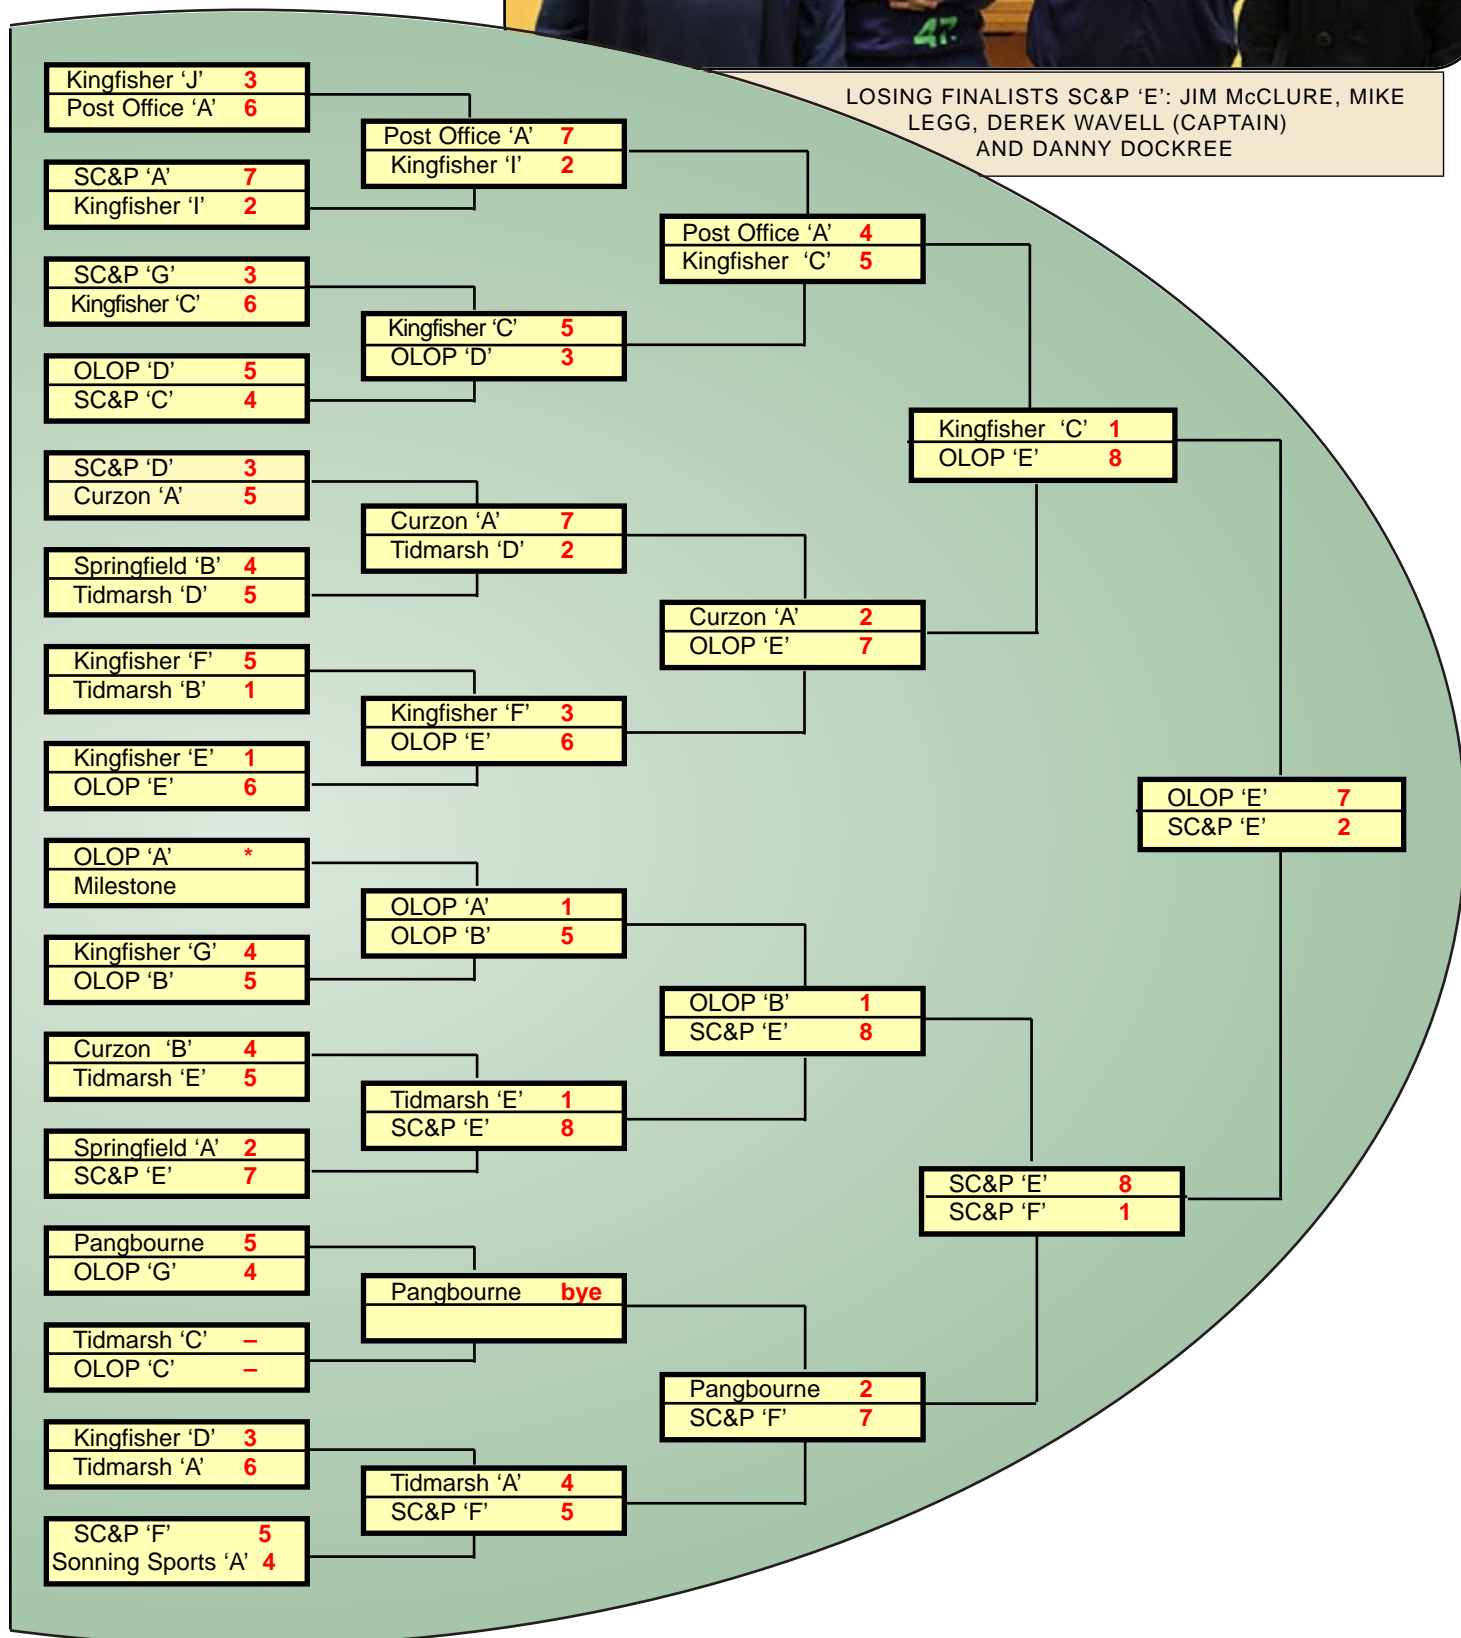 47
LOSING FINALISTS SC&P ‘E’: JIM McCLURE, MIKE
LEGG, DEREK WAVELL (CAPTAIN)
AND DANNY DOCKREE
Kingfisher ‘J’ 3
Post Office ‘A’ 6
SC&P ‘A’ 7
Kingfisher ‘I’ 2
SC&P ‘G’ 3
Kingfisher ‘C’ 6
OLOP ‘D’ 5
SC&P ‘C’ 4
SC&P ‘D’ 3
Curzon ‘A’ 5
Springfield ‘B’ 4
Tidmarsh ‘D’ 5
Kingfisher ‘F’ 5
Tidmarsh ‘B’ 1
Kingfisher ‘E’ 1
OLOP ‘E’ 6
OLOP ‘A’ *
Milestone
Kingfisher ‘G’ 4
OLOP ‘B’ 5
Curzon ‘B’ 4
Tidmarsh ‘E’ 5
Springfield ‘A’ 2
SC&P ‘E’ 7
Pangbourne 5
OLOP ‘G’ 4
Tidmarsh ‘C’ –
OLOP ‘C’ –
Kingfisher ‘D’ 3
Tidmarsh ‘A’ 6
SC&P ‘F’ 5
Sonning Sports ‘A’ 4
Post Office ‘A’ 7
Kingfisher ‘I’ 2
Kingfisher ‘C’ 5
OLOP ‘D’ 3
Curzon ‘A’ 7
Tidmarsh ‘D’ 2
Kingfisher ‘F’ 3
OLOP ‘E’ 6
OLOP ‘A’ 1
OLOP ‘B’ 5
Tidmarsh ‘E’ 1
SC&P ‘E’ 8
Pangbourne bye
Tidmarsh ‘A’ 4
SC&P ‘F’ 5
Post Office ‘A’ 4
Kingfisher ‘C’ 5
Curzon ‘A’ 2
OLOP ‘E’ 7
OLOP ‘B’ 1
SC&P ‘E’ 8
Pangbourne 2
SC&P ‘F’ 7
Kingfisher ‘C’ 1
OLOP ‘E’ 8
SC&P ‘E’ 8
SC&P ‘F’ 1
OLOP ‘E’ 7
SC&P ‘E’ 2